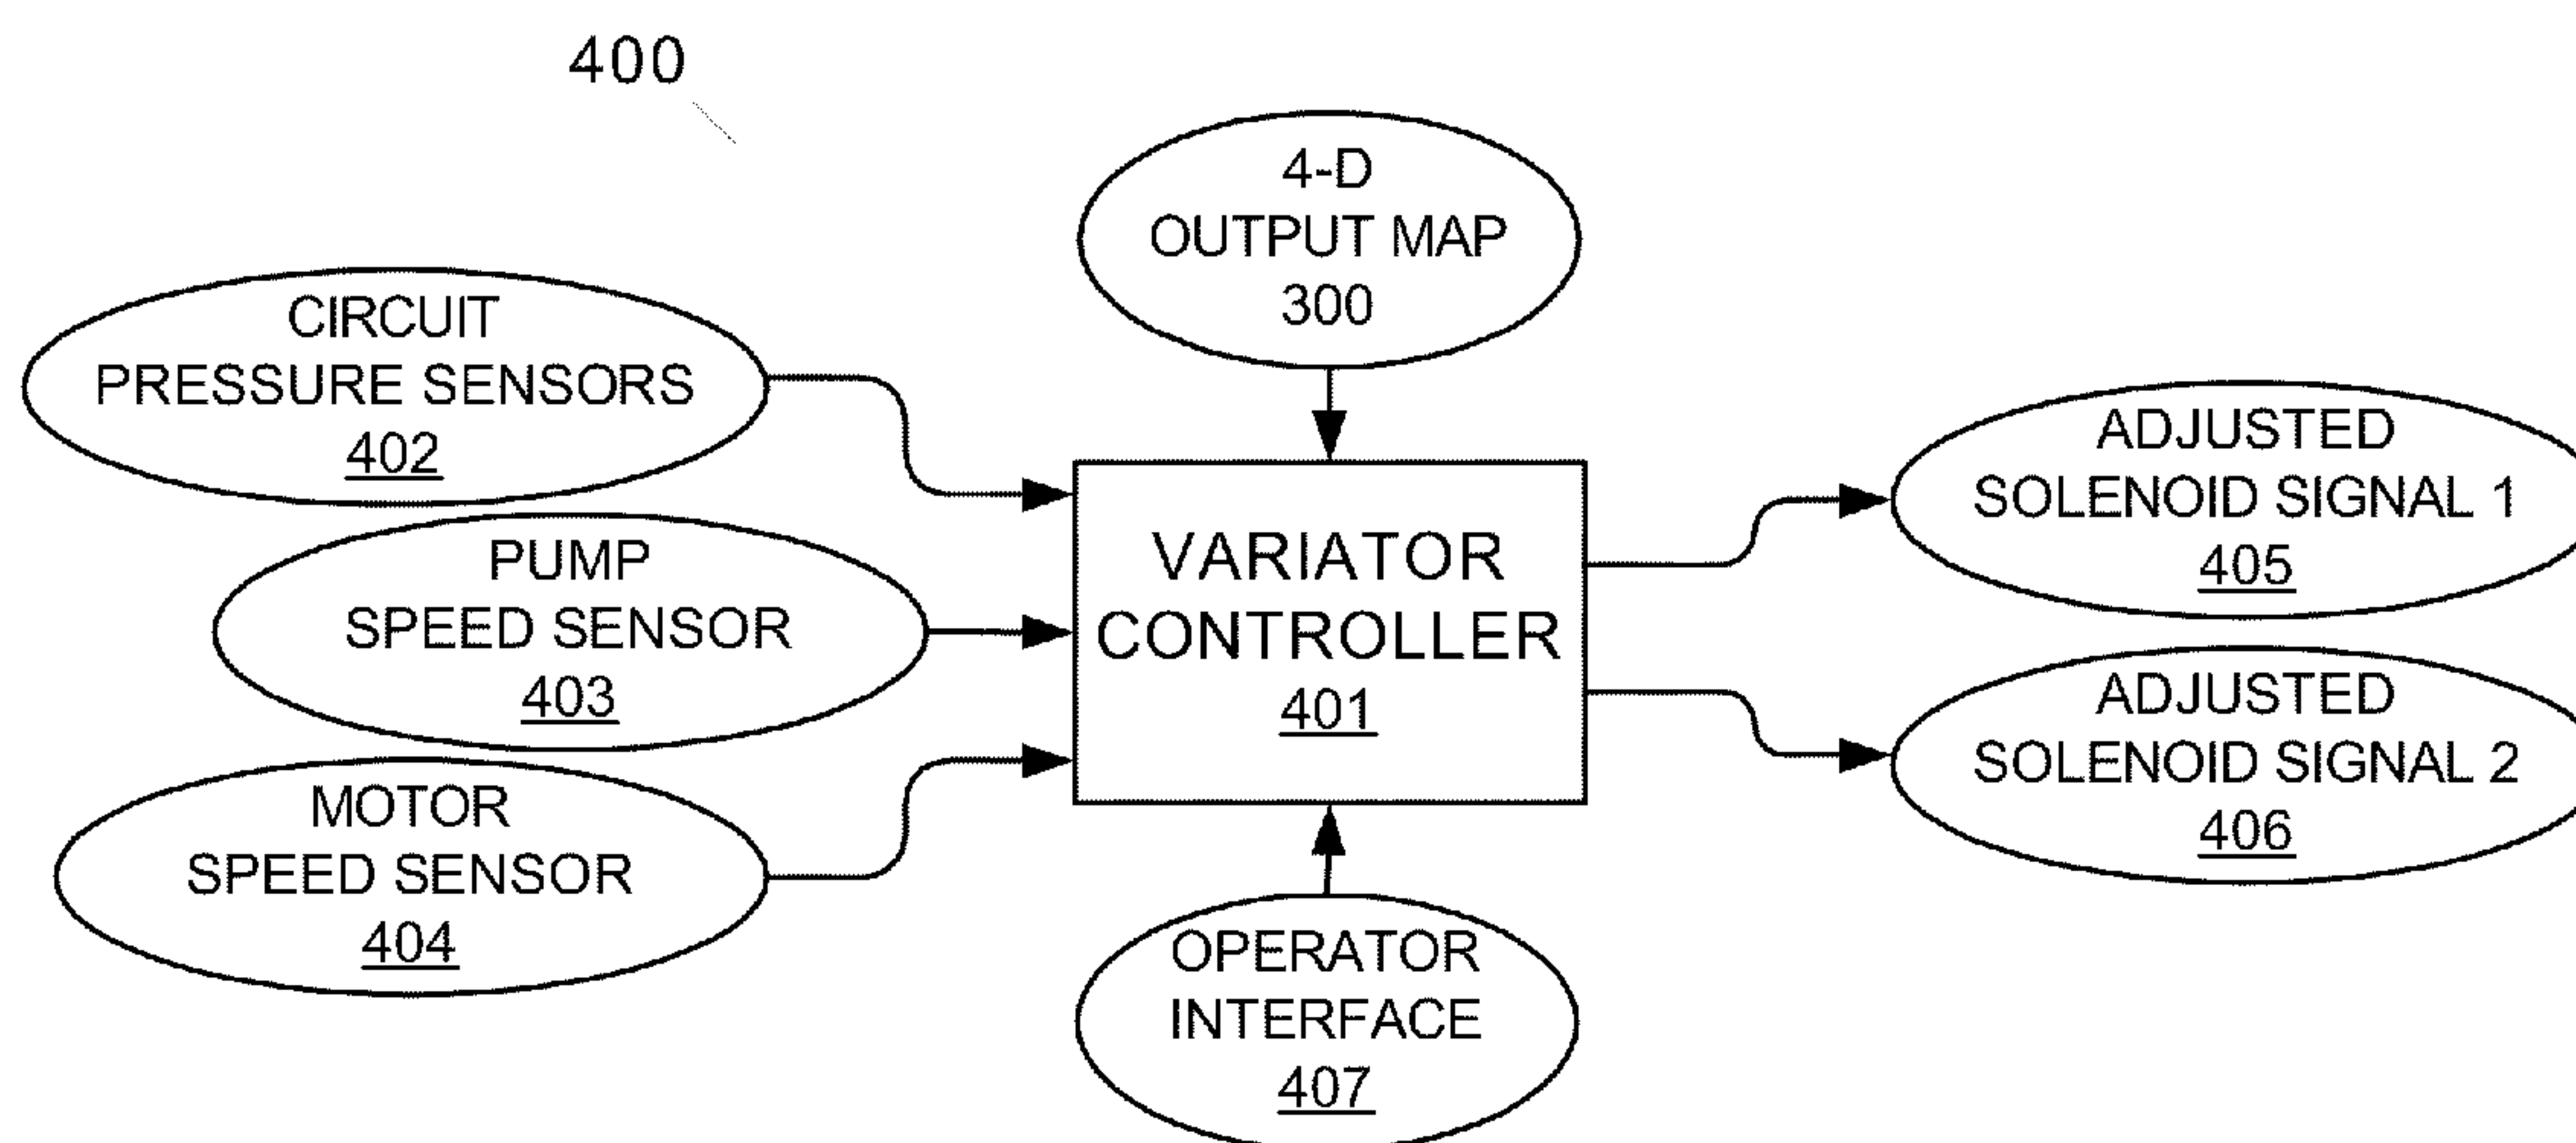 400
4-D
OUTPUT MAP
300
CIRCUIT
PRESSURE SENSORS
402
PUMP
SPEED SENSOR
403
MOTOR
SPEED SENSOR
404
VARIATOR
CONTROLLER
401
ADJUSTED
SOLENOID SIGNAL 1
405
ADJUSTED
SOLENOID SIGNAL 2
406
OPERATOR
INTERFACE
407